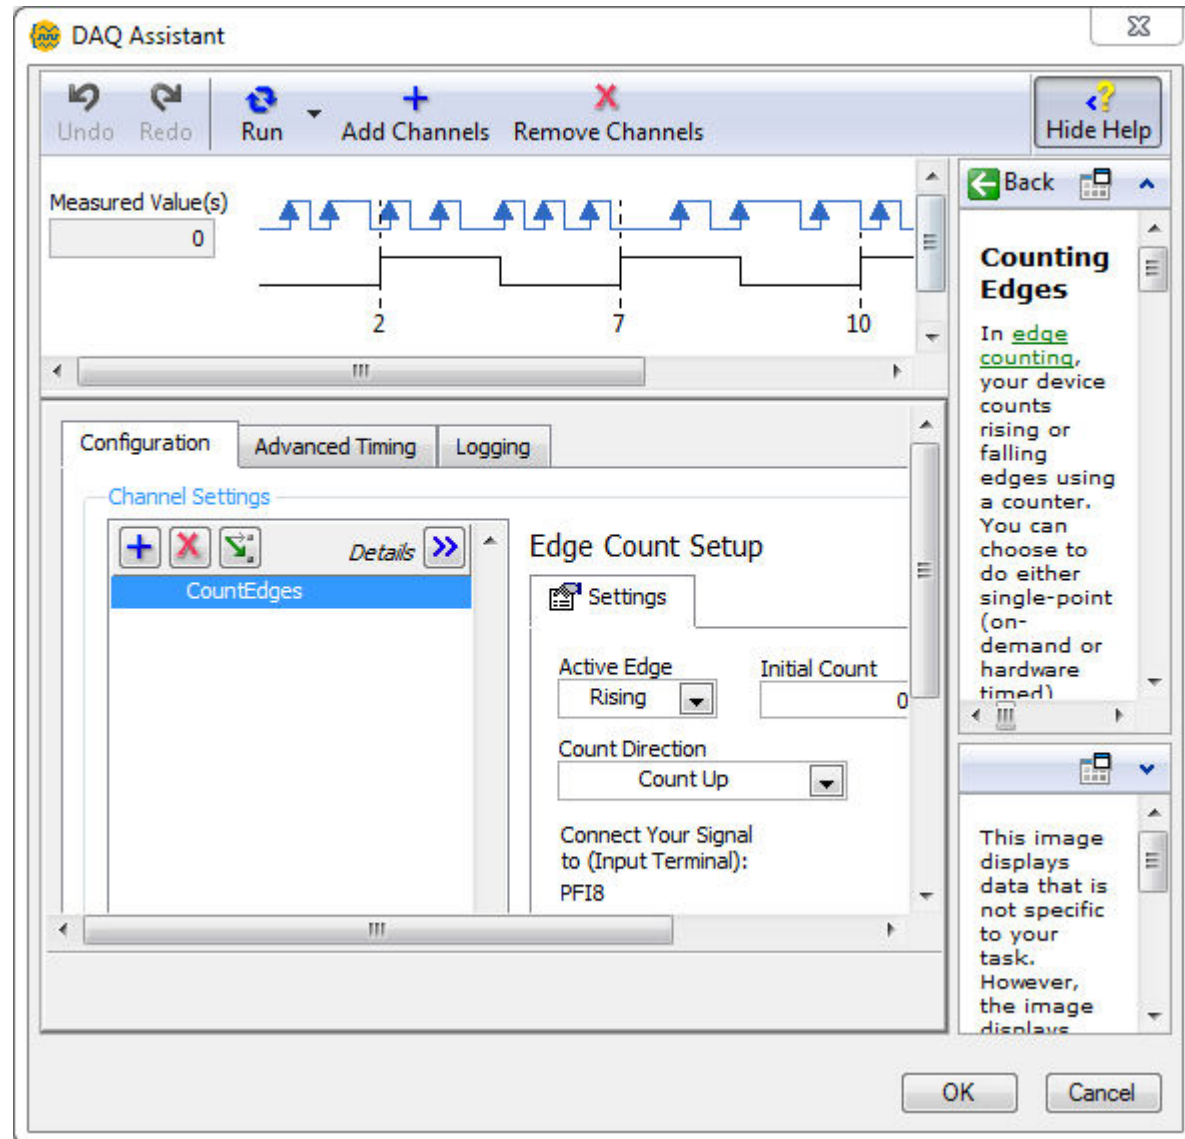 DAQ Assistant
Undo Redo Run Add Channels Remove Channels Hide Help
Measured Value(s)
0
2 7 10
Back
Counting
Edges
In edge
counting,
your device
counts
rising or
falling
edges using
a counter.
You can
choose to
do either
single-point
(on-
demand or
hardware
timed)
Configuration Advanced Timing Logging
Channel Settings
Details
CountEdges
Edge Count Setup
Settings
Active Edge Initial Count
Rising 0
Count Direction
Count Up
Connect Your Signal
to (Input Terminal):
PFI8
This image
displays
data that is
not specific
to your
task.
However,
the image
displays
OK Cancel